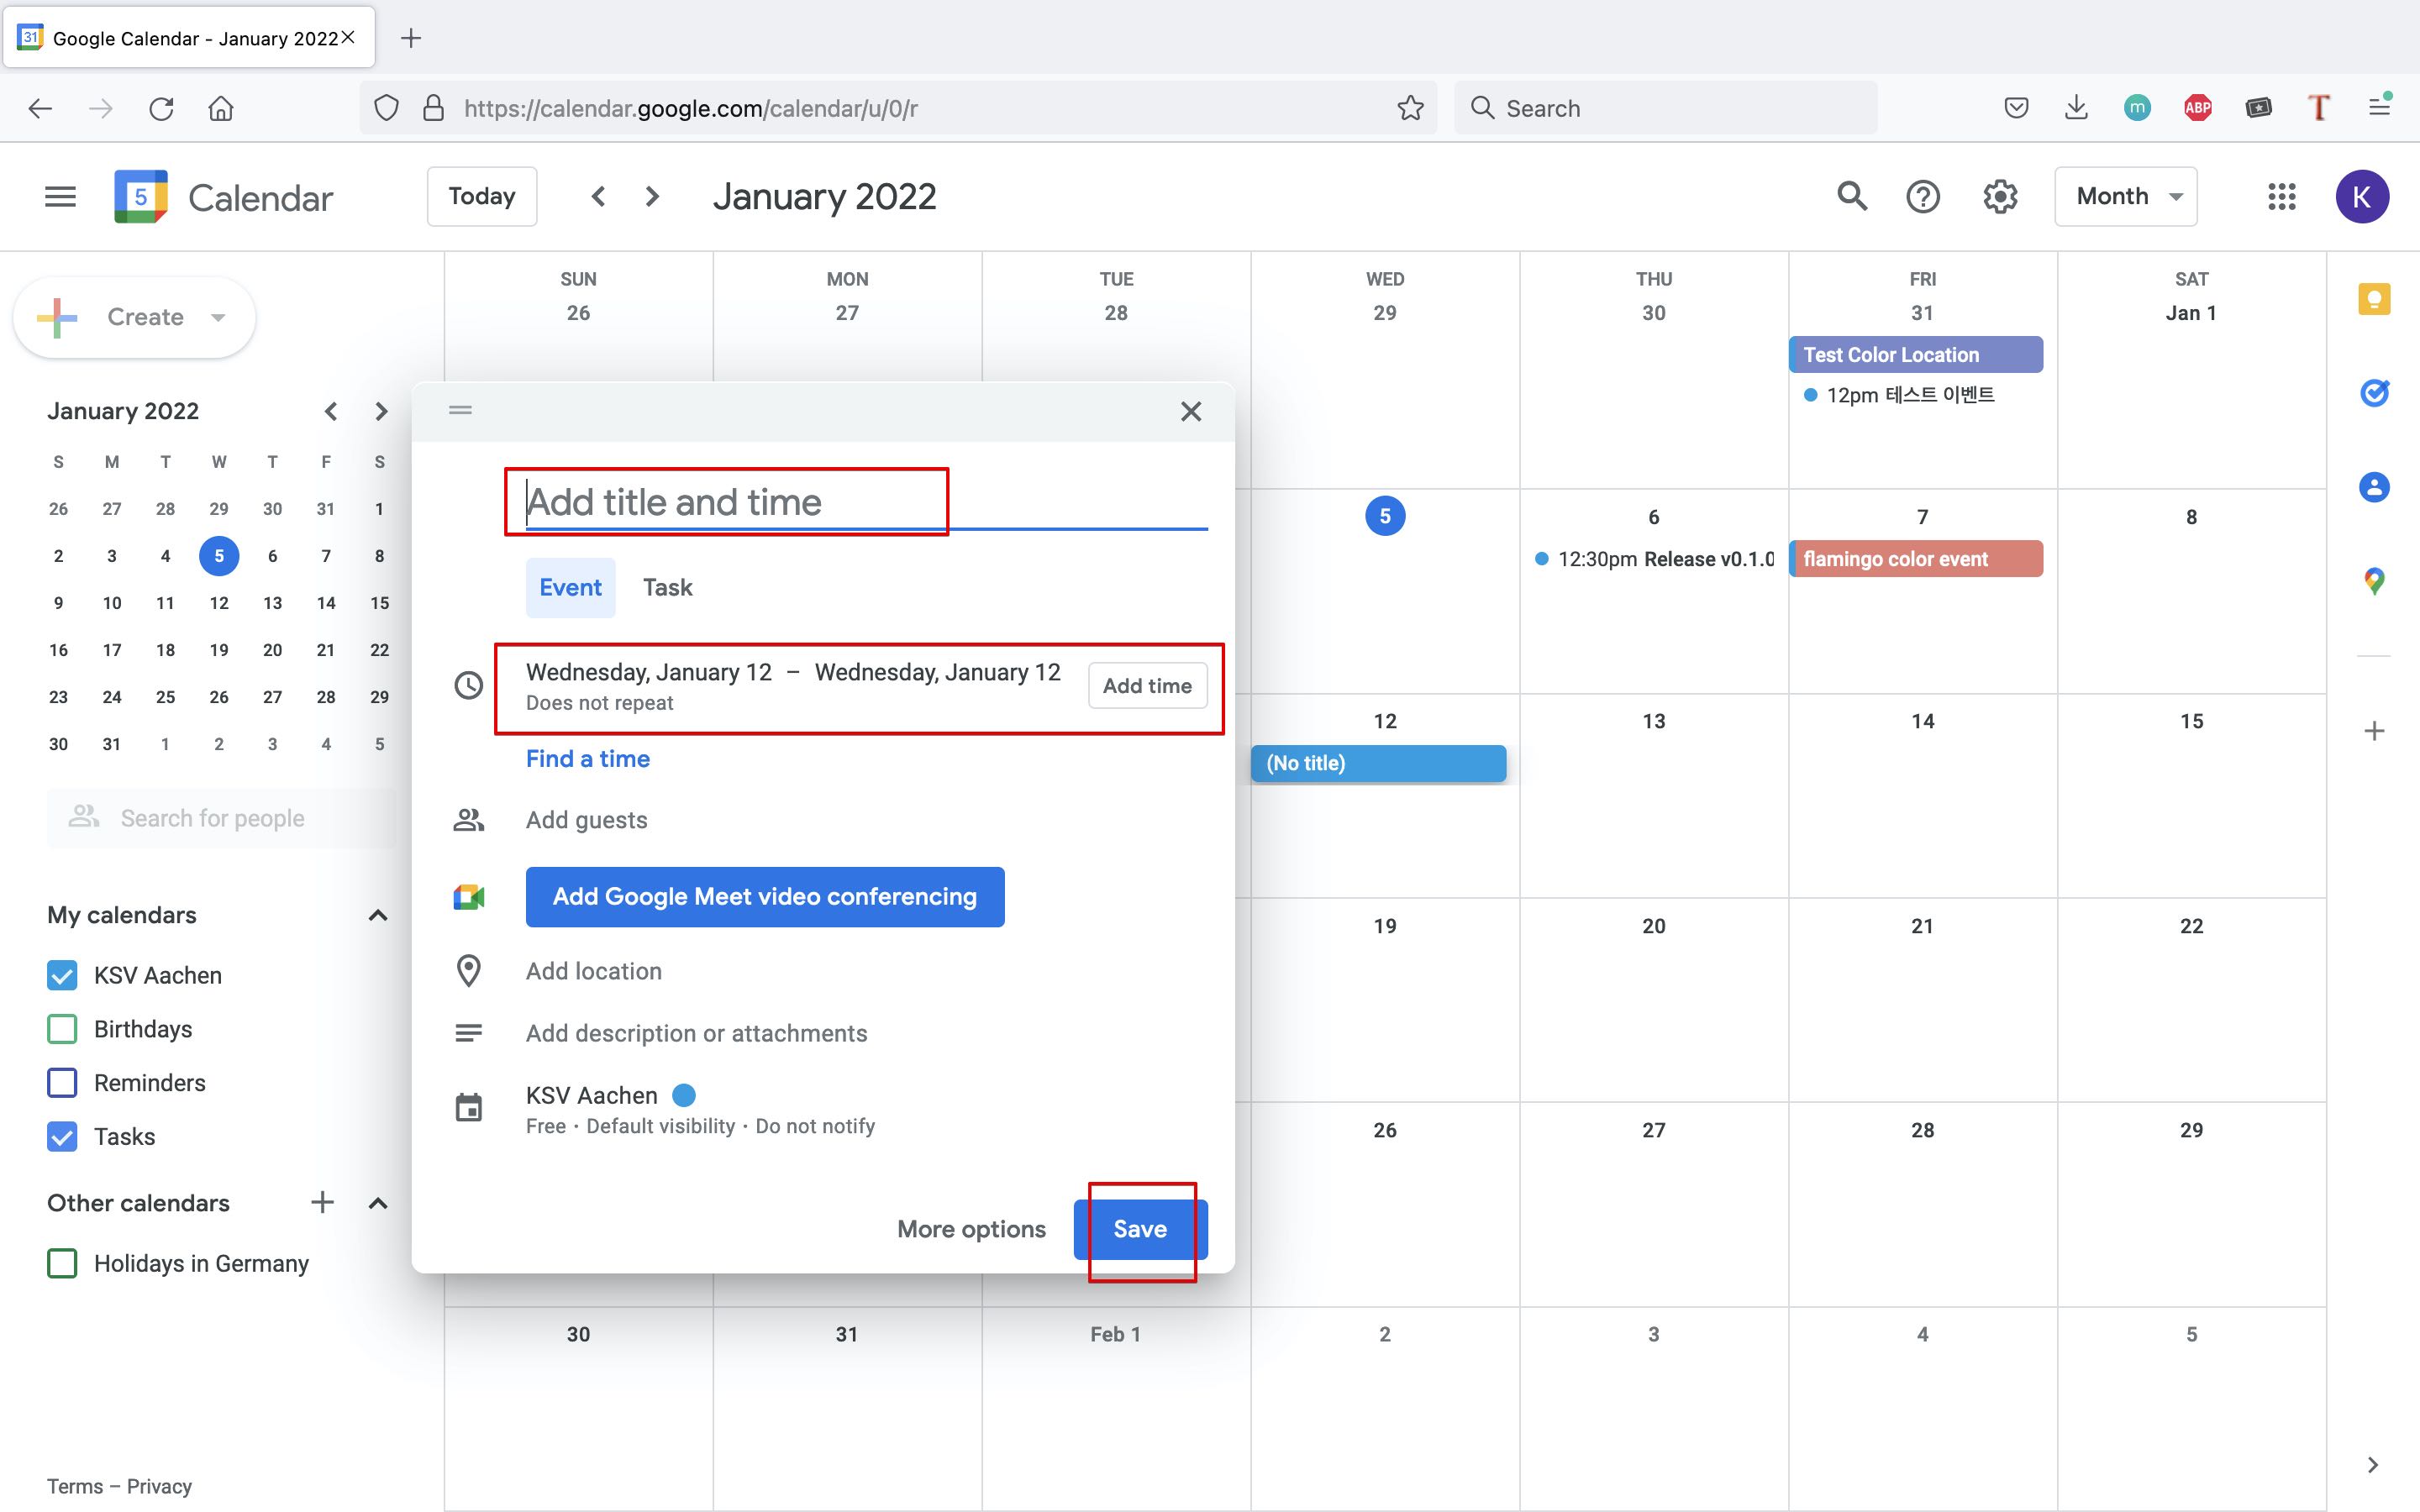 Google Calendar - January 2022
https://calendar.google.com/calendar/u/0/r
Search
m
ABP
T
5
Calendar
Today
January 2022
Month
K
Create
January 2022
S M T W T F S
26 27 28 29 30 31 1
2 3 4 5 6 7 8
9 10 11 12 13 14 15
16 17 18 19 20 21 22
23 24 25 26 27 28 29
30 31 1 2 3 4 5
Search for people
My calendars
KSV Aachen
Birthdays
Reminders
Tasks
Other calendars
Holidays in Germany
Terms – Privacy
SUN MON TUE WED THU FRI SAT
26 27 28 29 30 31 Jan 1
Test Color Location
12pm 테스트 이벤트
5 6 7 8
12:30pm Release v0.1.0
flamingo color event
12 13 14 15
(No title)
19 20 21 22
26 27 28 29
30 31 Feb 1 2 3 4 5
Add title and time
Event Task
Wednesday, January 12 – Wednesday, January 12
Add time
Does not repeat
Find a time
Add guests
Add Google Meet video conferencing
Add location
Add description or attachments
KSV Aachen
Free · Default visibility · Do not notify
More options
Save
31